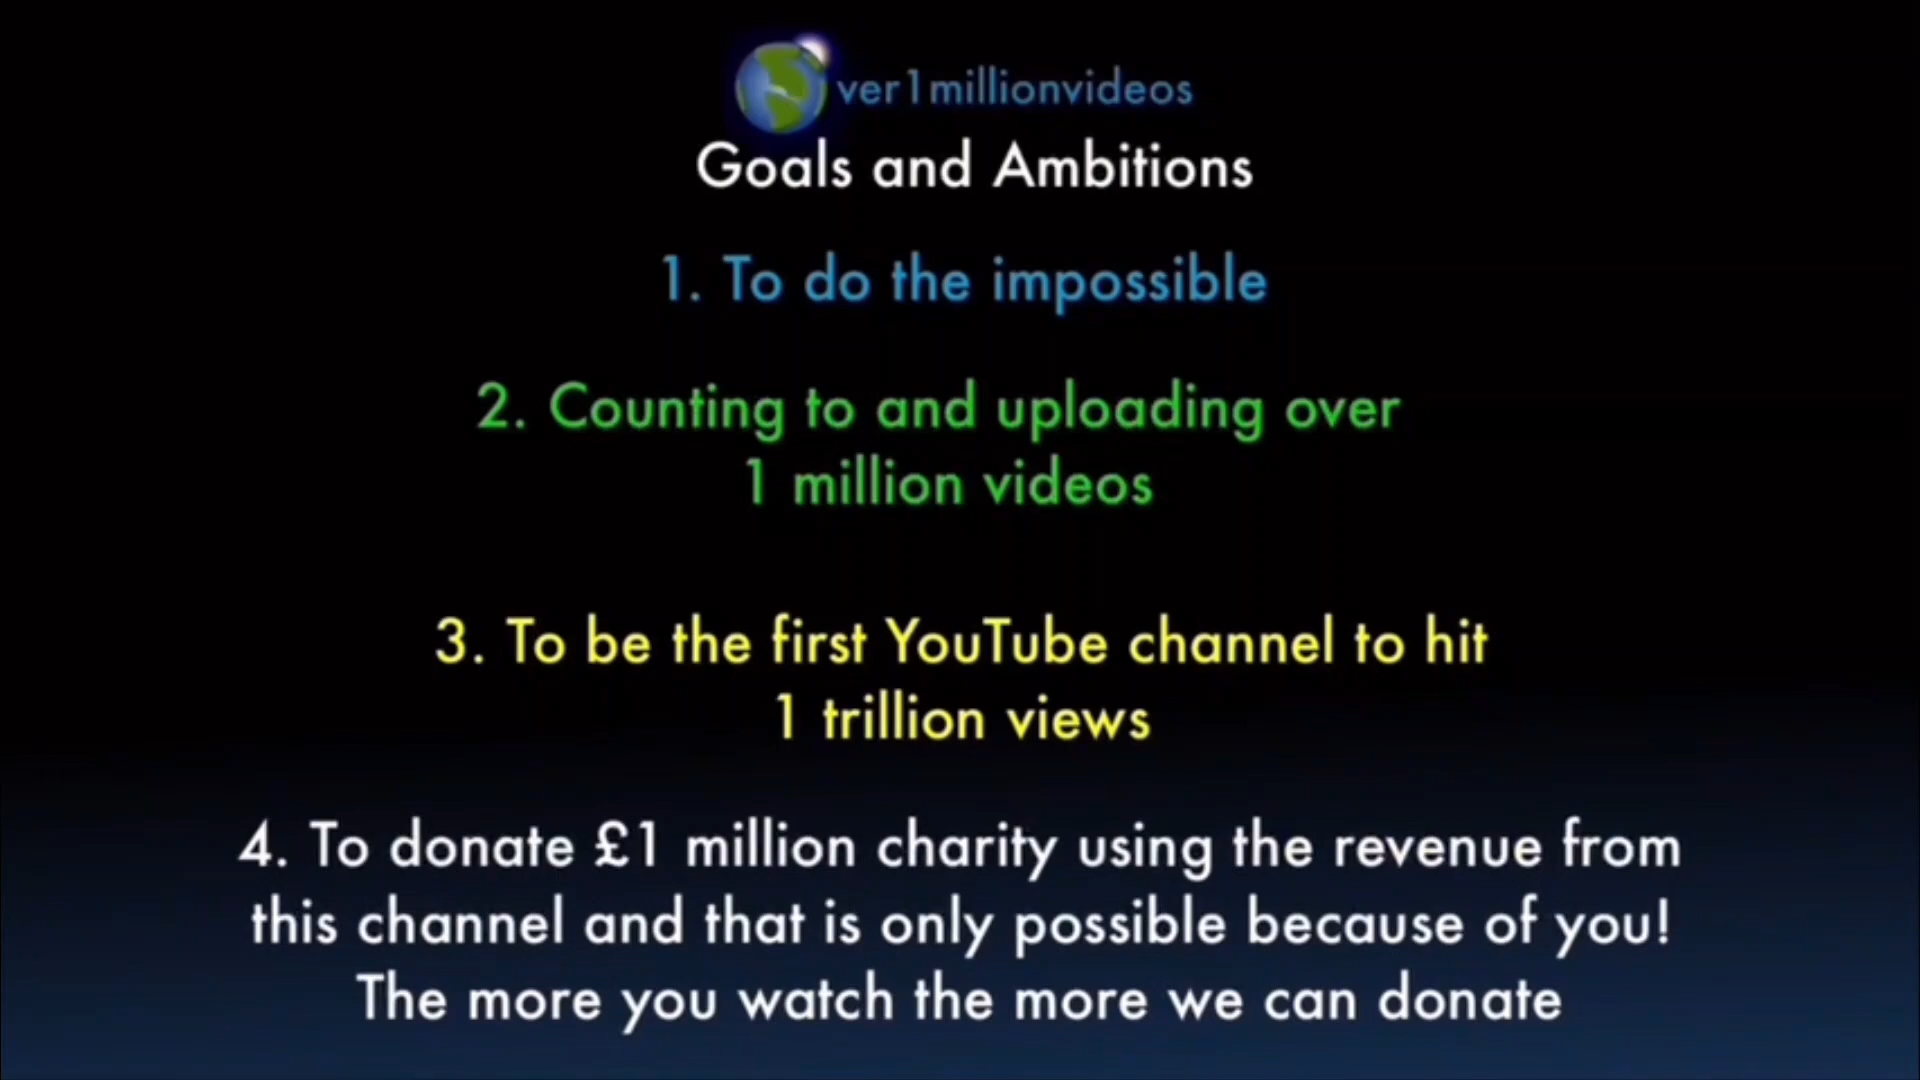 ver1millionvideos
Goals and Ambitions
1. To do the impossible
2. Counting to and uploading over
1 million videos
3. To be the first YouTube channel to hit
1 trillion views
4. To donate £1 million charity using the revenue from
this channel and that is only possible because of you!
The more you watch the more we can donate